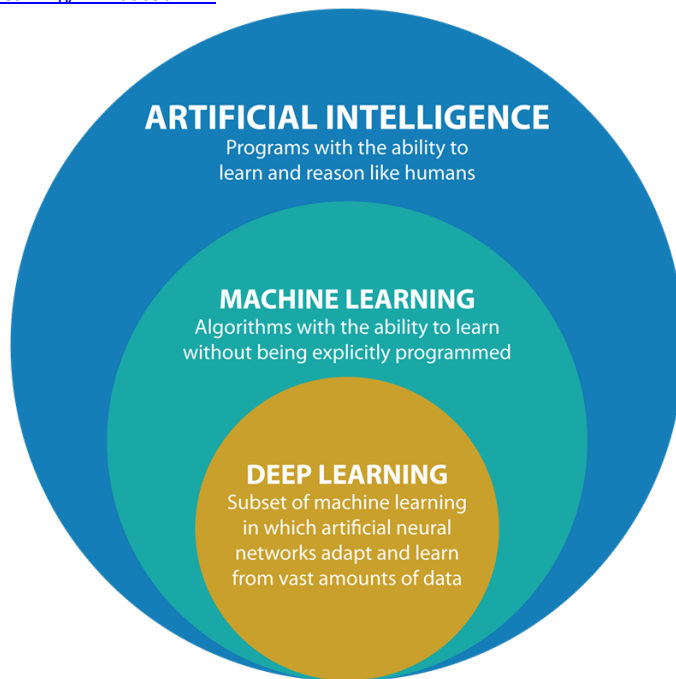 ARTIFICIAL INTELLIGENCE
Programs with the ability to
learn and reason like humans
MACHINE LEARNING
Algorithms with the ability to learn
without being explicitly programmed
DEEP LEARNING
Subset of machine learning
in which artificial neural
networks adapt and learn
from vast amounts of data